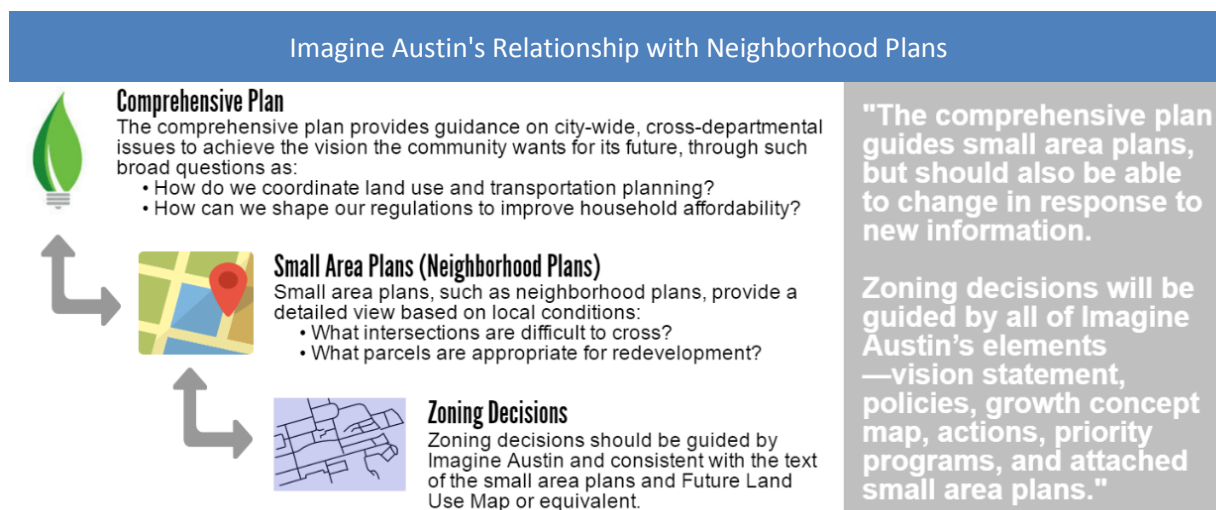 Imagine Austin's Relationship with Neighborhood Plans
Comprehensive Plan
The comprehensive plan provides guidance on city-wide, cross-departmental
issues to achieve the vision the community wants for its future, through such
broad questions as:
• How do we coordinate land use and transportation planning?
• How can we shape our regulations to improve household affordability?
Small Area Plans (Neighborhood Plans)
Small area plans, such as neighborhood plans, provide a
detailed view based on local conditions:
• What intersections are difficult to cross?
• What parcels are appropriate for redevelopment?
Zoning Decisions
Zoning decisions should be guided by
Imagine Austin and consistent with the text
of the small area plans and Future Land
Use Map or equivalent.
"The comprehensive plan
guides small area plans,
but should also be able
to change in response to
new information.
Zoning decisions will be
guided by all of Imagine
Austin’s elements
—vision statement,
policies, growth concept
map, actions, priority
programs, and attached
small area plans."